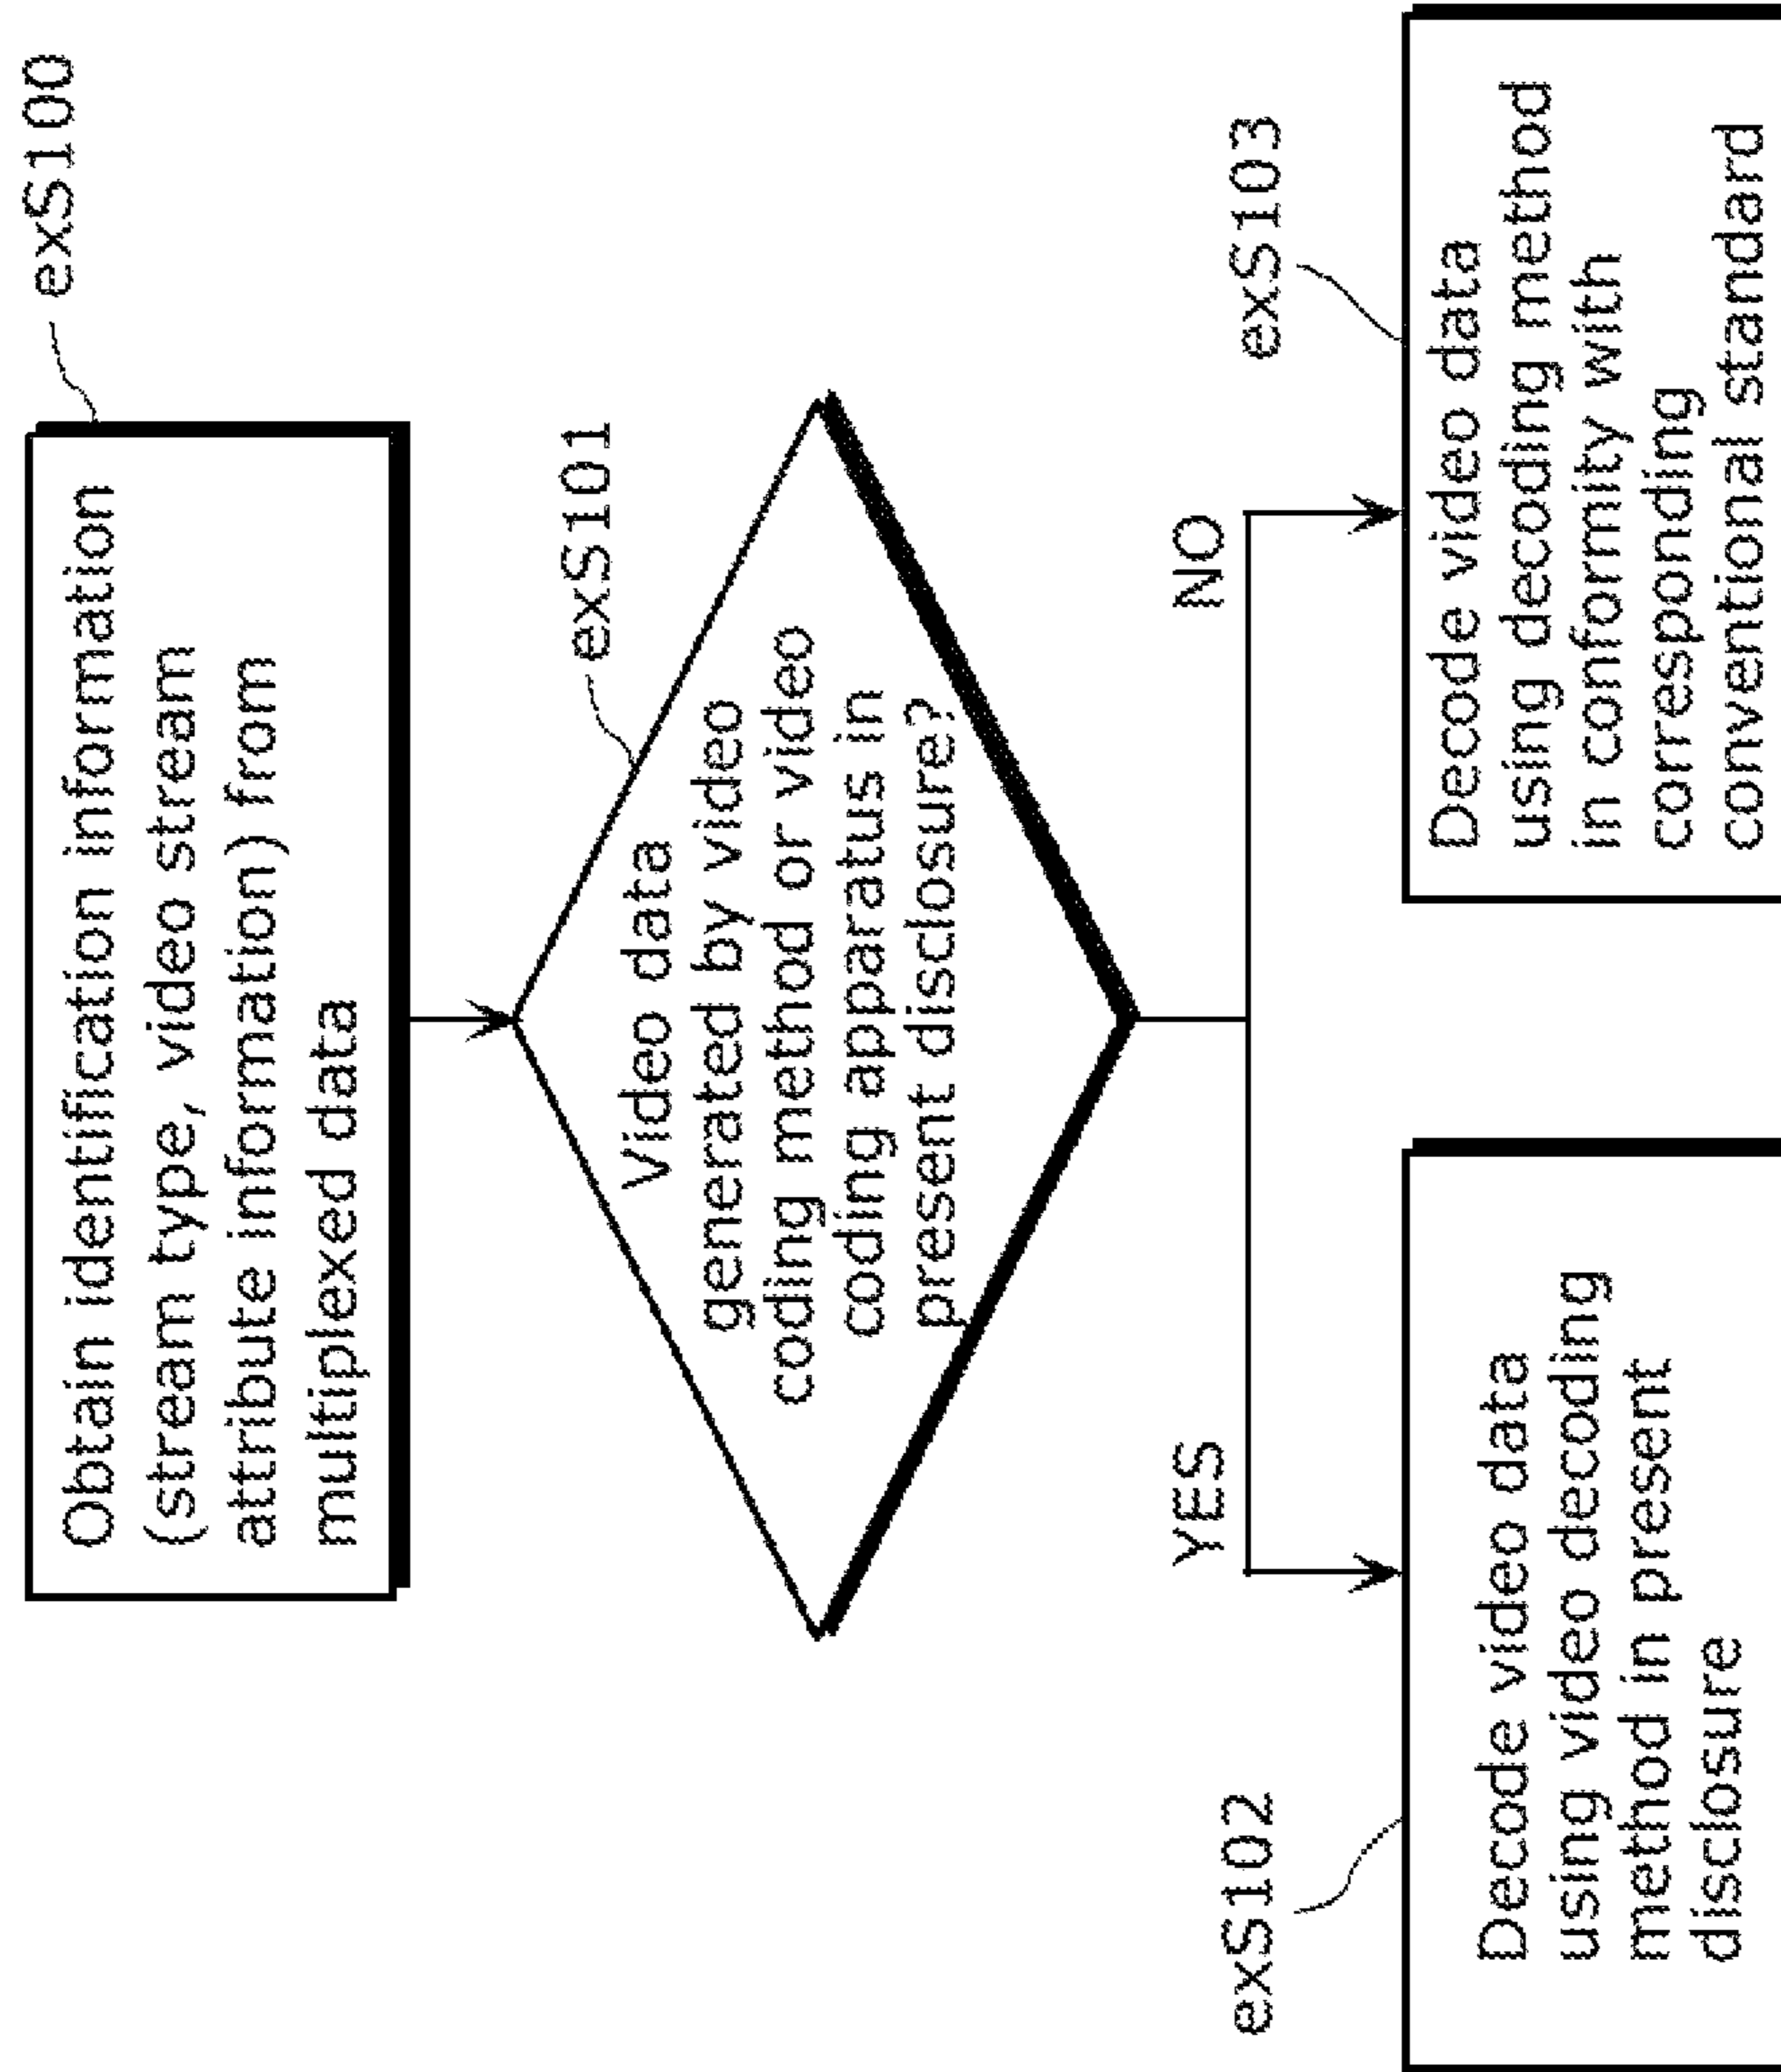 exS100
Obtain identification information
(stream type, video stream
attribute information) from
multiplexed data
exS101
Video data
generated by video
coding method or video
coding apparatus in
present disclosure?
YES
NO
exS102
Decode video data
using video decoding
method in present
disclosure
exS103
Decode video data
using decoding method
in conformity with
corresponding
conventional standard